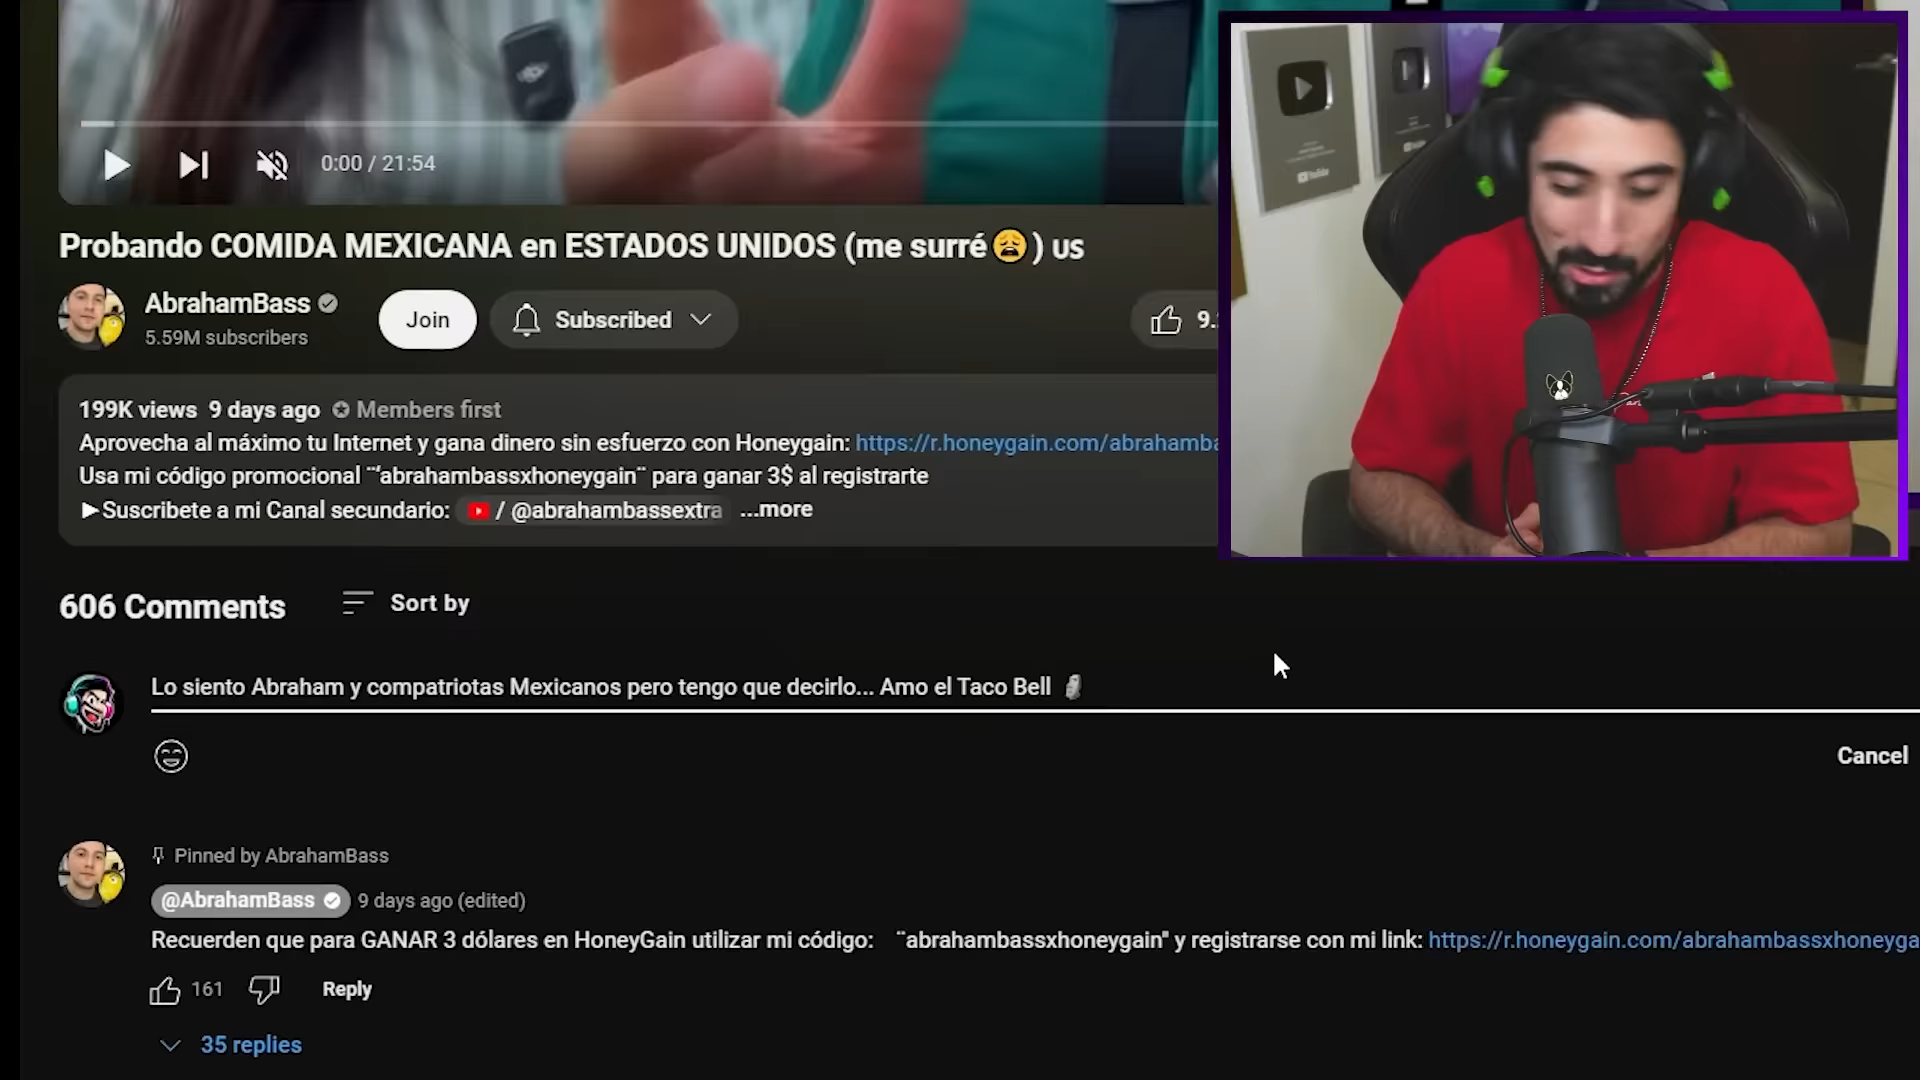 0:00 / 21:54
Probando COMIDA MEXICANA en ESTADOS UNIDOS (me surré😩) US
AbrahamBass
5.59M subscribers
Join
Subscribed
9.
199K views 9 days ago Members first
Aprovecha al máximo tu Internet y gana dinero sin esfuerzo con Honeygain: https://r.honeygain.com/abrahamba
Usa mi código promocional ¨abrahambassxhoneygain¨ para ganar 3$ al registrarte
►Suscribete a mi Canal secundario: / @abrahambassextra ...more
606 Comments
Sort by
Lo siento Abraham y compatriotas Mexicanos pero tengo que decirlo... Amo el Taco Bell 🗿
Cancel
Pinned by AbrahamBass
@AbrahamBass 9 days ago (edited)
Recuerden que para GANAR 3 dólares en HoneyGain utilizar mi código: ¨abrahambassxhoneygain" y registrarse con mi link: https://r.honeygain.com/abrahambassxhoneyga
161
Reply
35 replies
YouTube